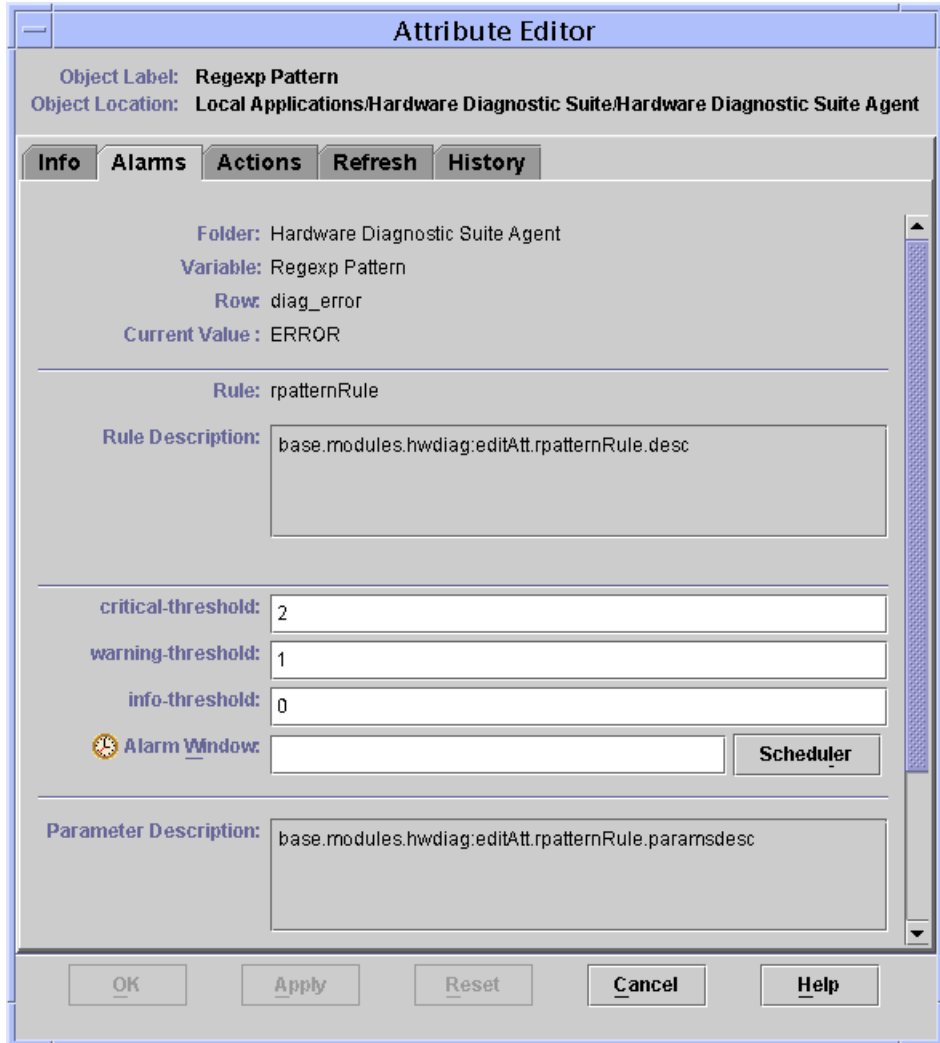 Attribute Editor
Object Label: Regexp Pattern
Object Location: Local Applications/Hardware Diagnostic Suite/Hardware Diagnostic Suite Agent
Info Alarms Actions Refresh History
Folder: Hardware Diagnostic Suite Agent
Variable: Regexp Pattern
Row: diag_error
Current Value : ERROR
Rule: rpatternRule
Rule Description: base.modules.hwdiag:editAtt.rpatternRule.desc
critical-threshold: 2
warning-threshold: 1
info-threshold: 0
Alarm Window: Scheduler
Parameter Description: base.modules.hwdiag:editAtt.rpatternRule.paramsdesc
OK Apply Reset Cancel Help